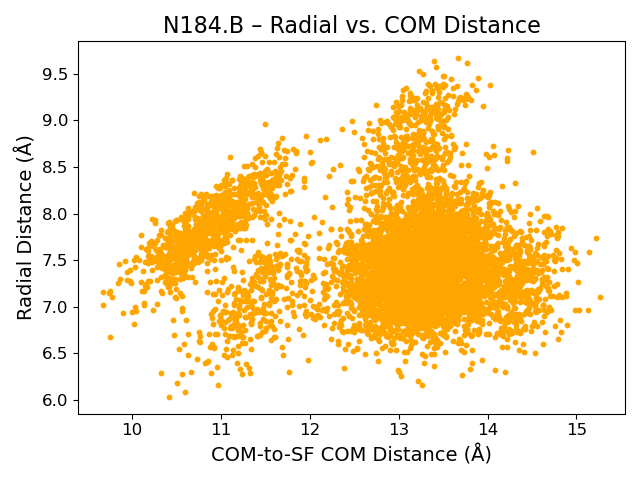 N184.B – Radial vs. COM Distance
Radial Distance (Å)
9.5
9.0
8.5
8.0
7.5
7.0
6.5
6.0
10 11 12 13 14 15
COM-to-SF COM Distance (Å)